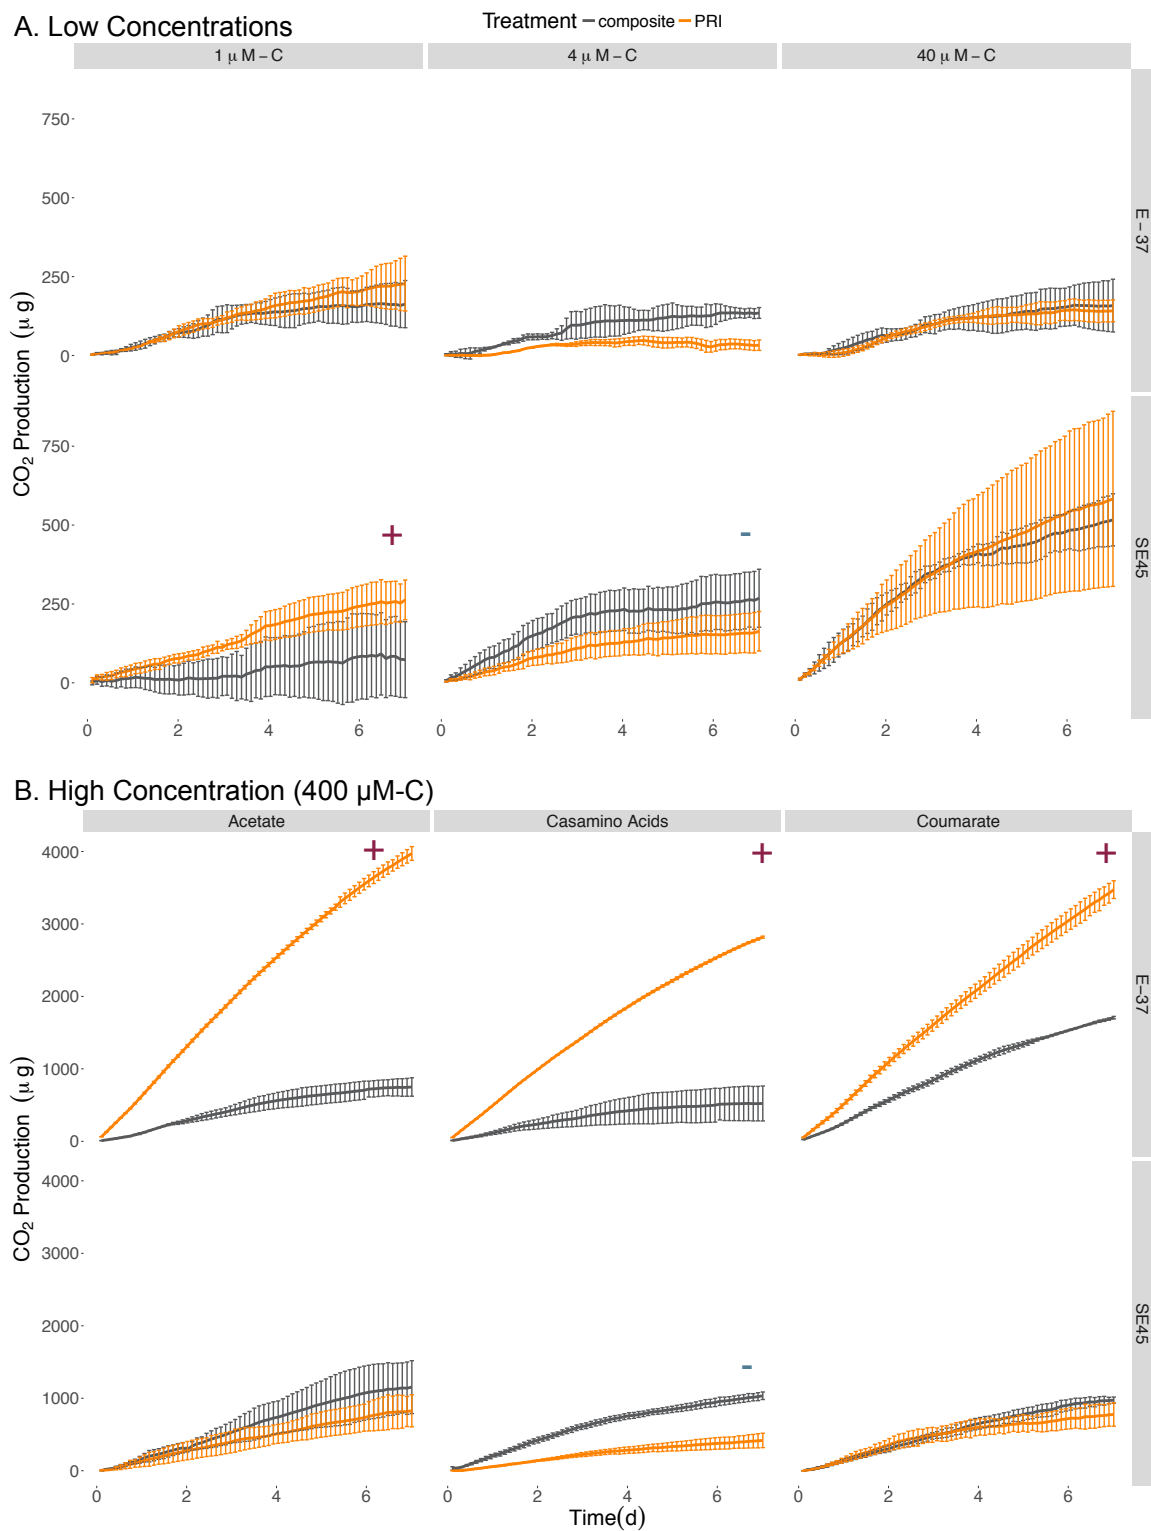 A. Low Concentrations
Treatment composite PRI
1 μ M – C 4 μ M – C 40 μ M – C
750
500
250
0
E – 37
CO₂ Production (μ g)
750
500
250
0
+
-
SE45
0 2 4 6 0 2 4 6 0 2 4 6
B. High Concentration (400 μM-C)
Acetate Casamino Acids Coumarate
4000
3000
2000
1000
0
+
+
+
E–37
CO₂ Production (μ g)
4000
3000
2000
1000
0
-
SE45
0 2 4 6 0 2 4 6 0 2 4 6
Time(d)